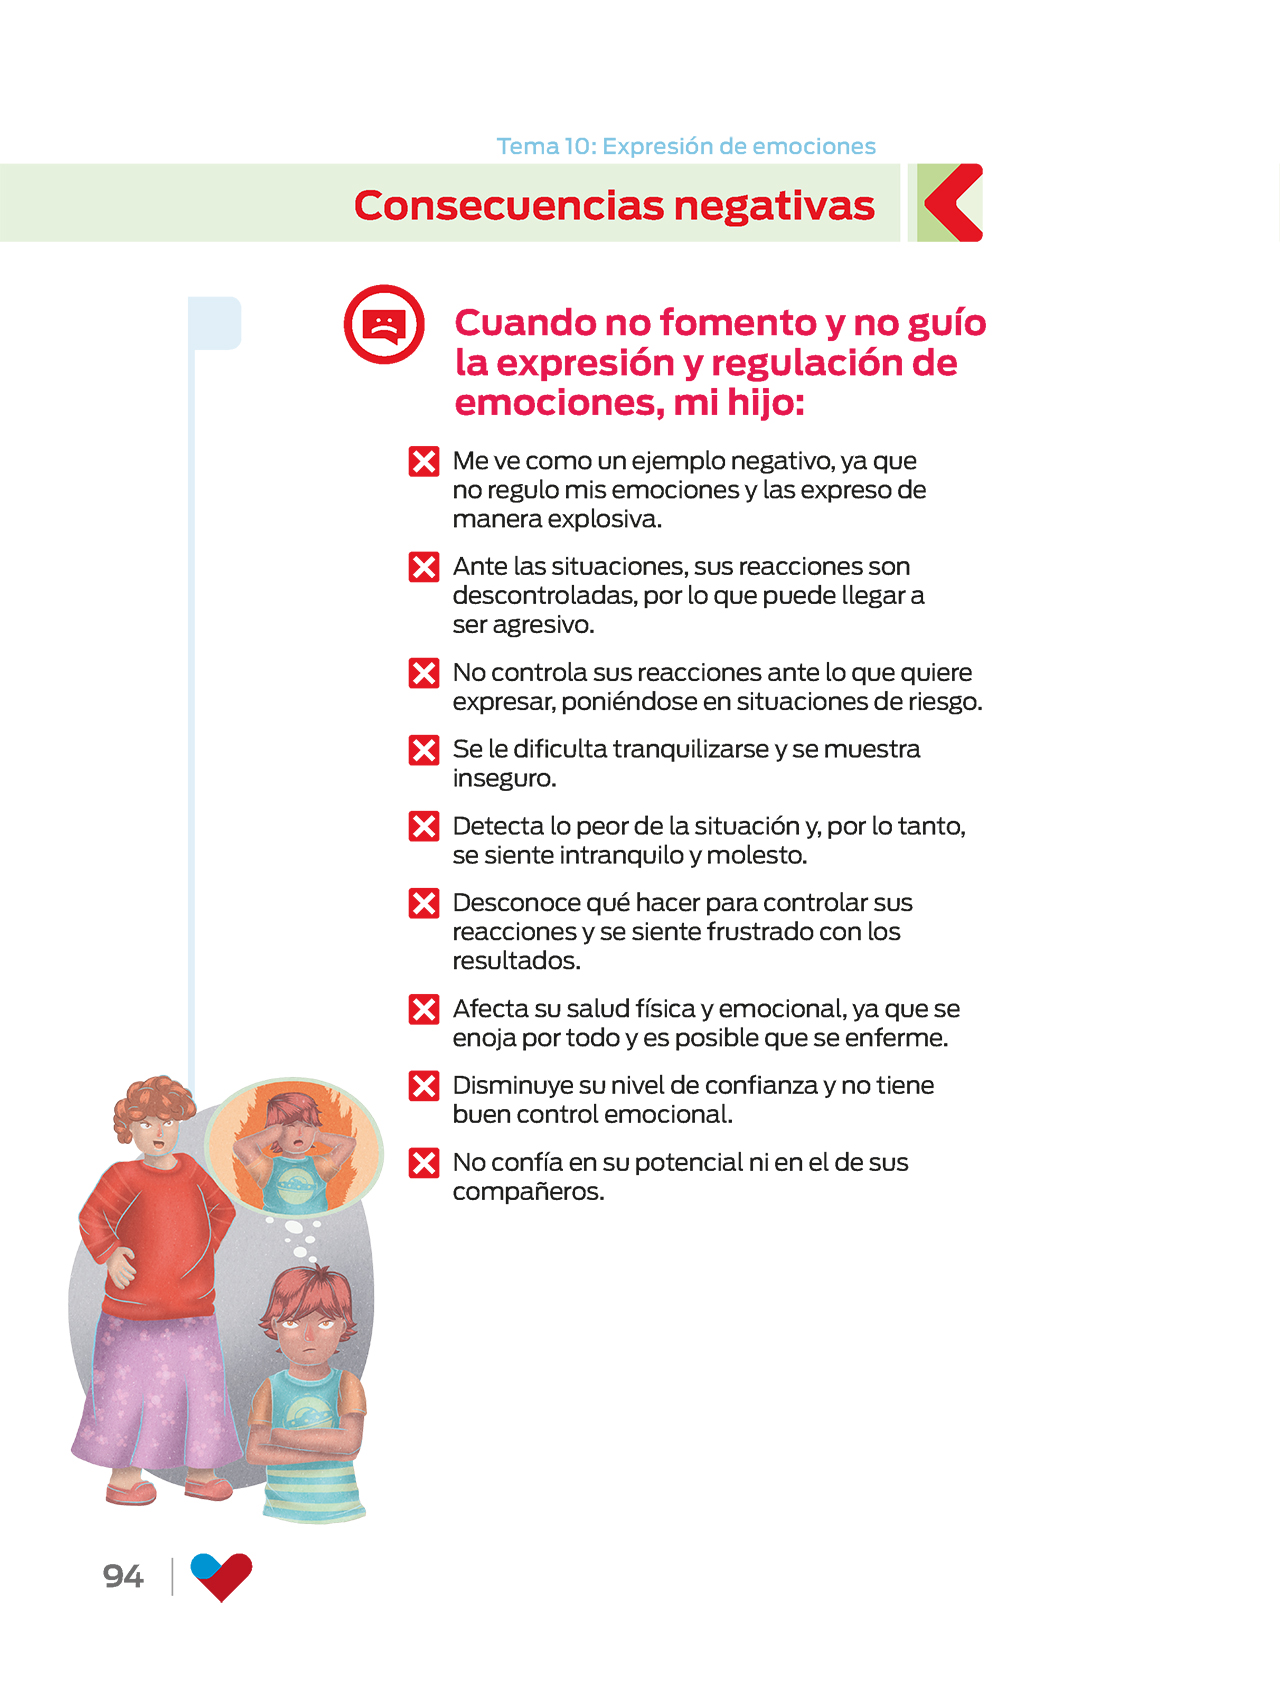 Tema 10: Expresión de emociones
Consecuencias negativas
Cuando no fomento y no guío
la expresión y regulación de
emociones, mi hijo:
Me ve como un ejemplo negativo, ya que
no regulo mis emociones y las expreso de
manera explosiva.
Ante las situaciones, sus reacciones son
descontroladas, por lo que puede llegar a
ser agresivo.
No controla sus reacciones ante lo que quiere
expresar, poniéndose en situaciones de riesgo.
Se le dificulta tranquilizarse y se muestra
inseguro.
Detecta lo peor de la situación y, por lo tanto,
se siente intranquilo y molesto.
Desconoce qué hacer para controlar sus
reacciones y se siente frustrado con los
resultados.
Afecta su salud física y emocional, ya que se
enoja por todo y es posible que se enferme.
Disminuye su nivel de confianza y no tiene
buen control emocional.
No confía en su potencial ni en el de sus
compañeros.
94